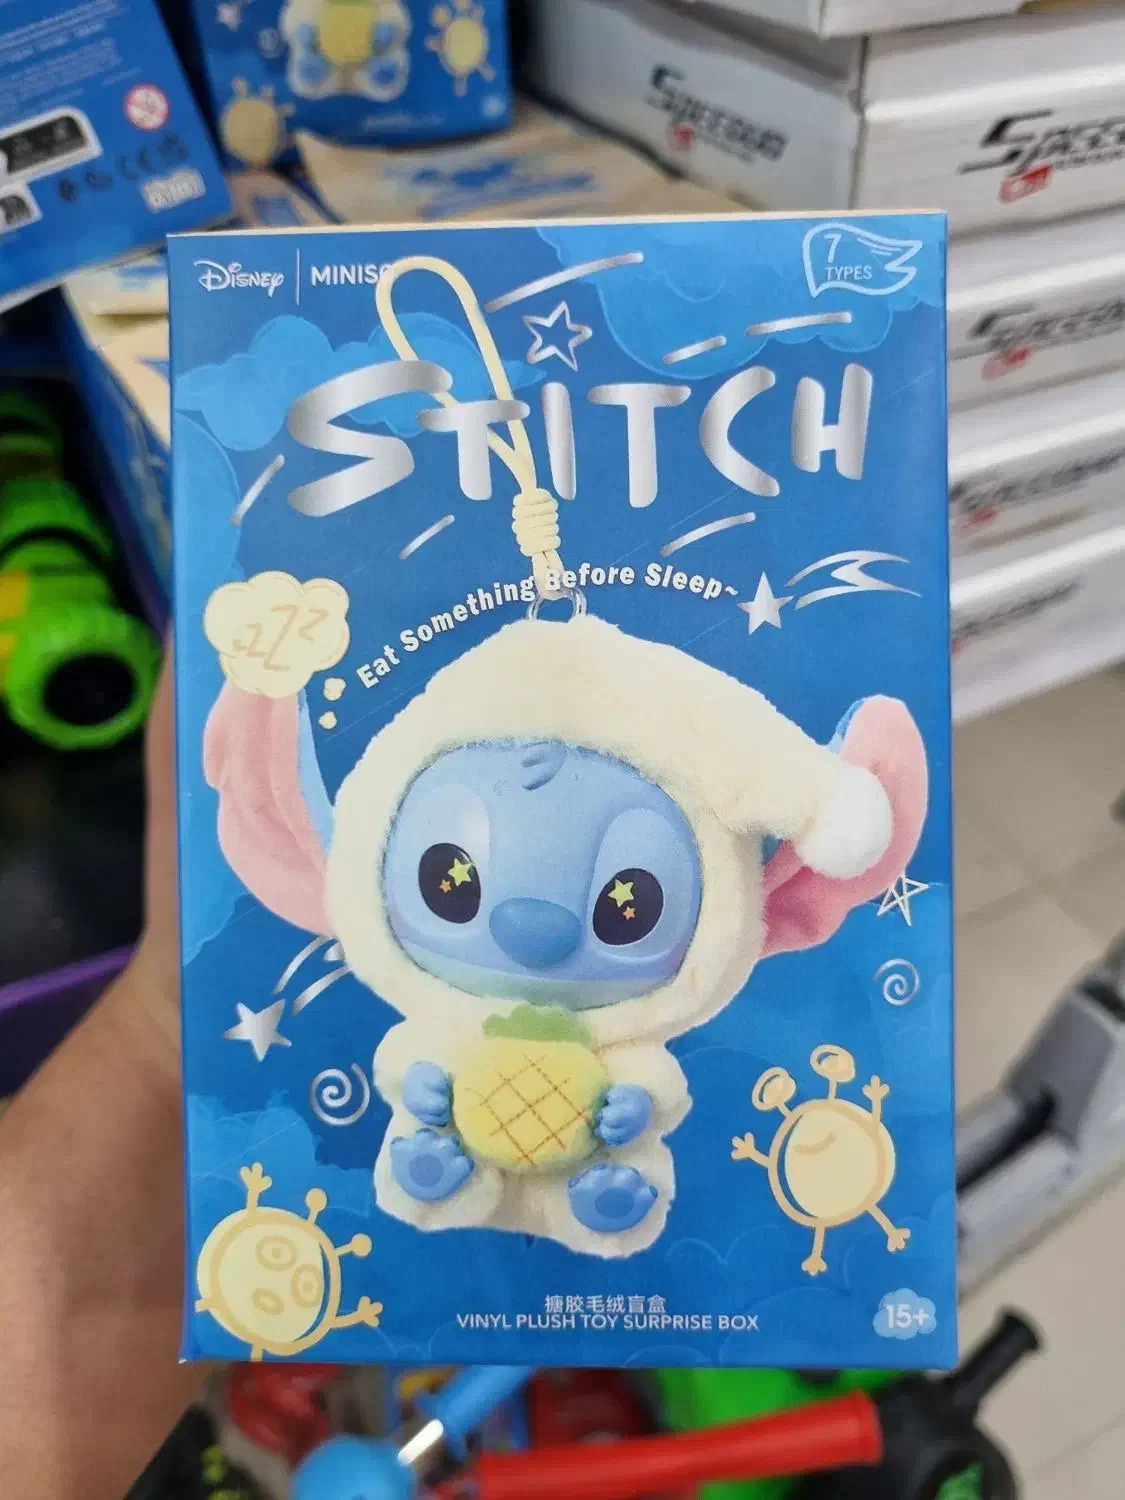 Disney
MINISO
7
TYPES
STITCH
Eat Something Before Sleep~
zZz
搪胶毛绒盲盒
VINYL PLUSH TOY SURPRISE BOX
15+